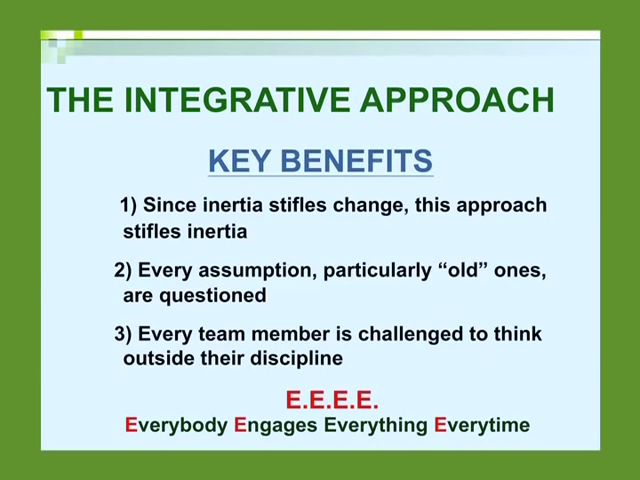 THE INTEGRATIVE APPROACH
KEY BENEFITS
1) Since inertia stifles change, this approach
stifles inertia
2) Every assumption, particularly “old” ones,
are questioned
3) Every team member is challenged to think
outside their discipline
E.E.E.E.
Everybody Engages Everything Everytime